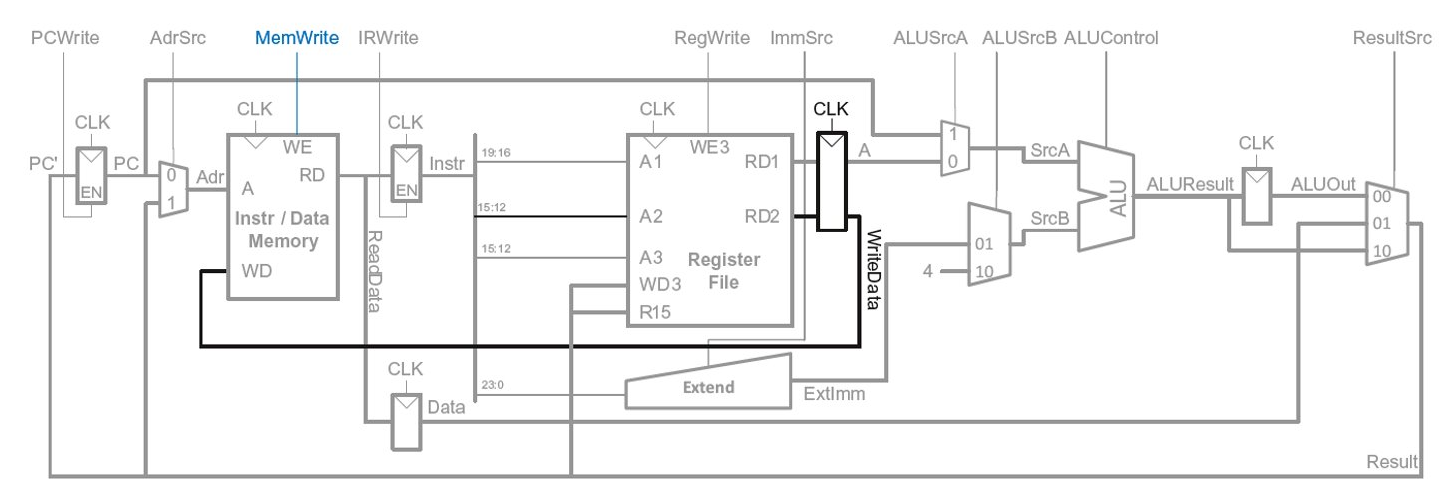 PCWrite AdrSrc MemWrite IRWrite RegWrite ImmSrc ALUSrcA ALUSrcB ALUControl ResultSrc
CLK CLK CLK CLK
CLK CLK CLK
PC' EN PC 0 1 Adr
WE
A RD
Instr / Data
Memory
WD
EN Instr
ReadData
19:16
15:12
15:12
23:0
A1 WE3 RD1
A2 RD2
A3
WD3
R15
Register
File
A
WriteData
1
0
SrcA
4
01
10
SrcB
ALU
ALUResult
CLK
ALUOut
00
01
10
Extend
ExtImm
CLK
Data
Result